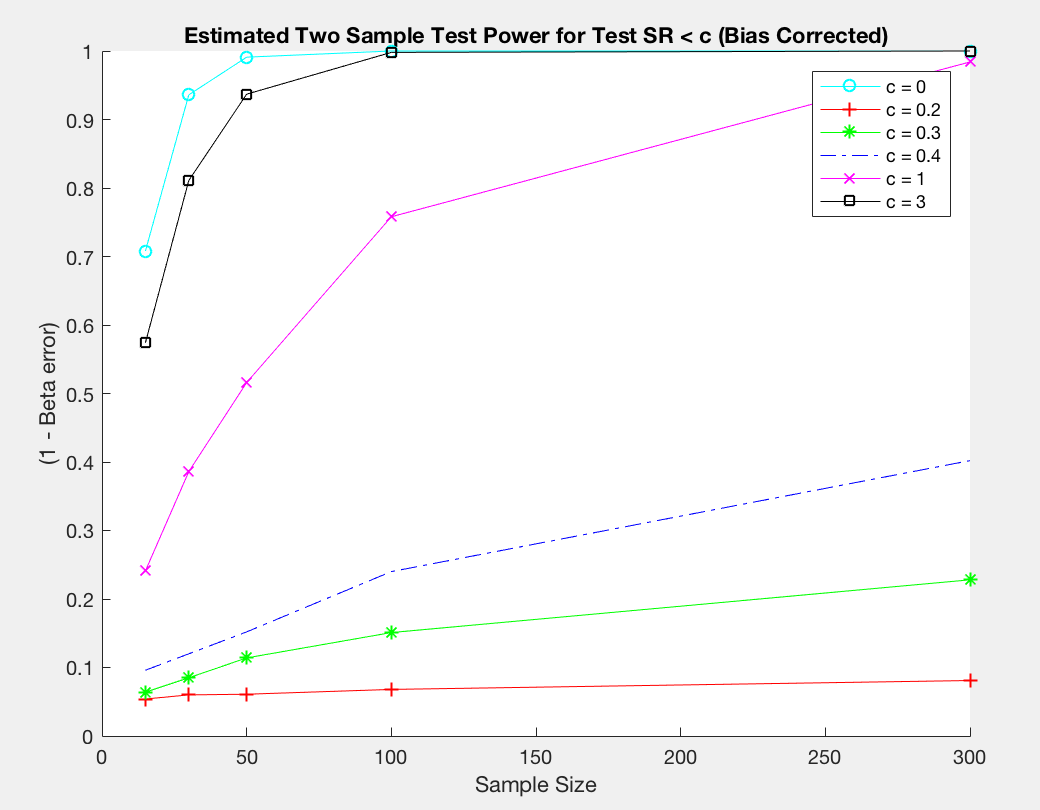 Estimated Two Sample Test Power for Test SR < c (Bias Corrected)
1
0.9
0.8
0.7
0.6
0.5
0.4
0.3
0.2
0.1
0
(1 - Beta error)
c = 0
c = 0.2
c = 0.3
c = 0.4
c = 1
c = 3
0 50 100 150 200 250 300
Sample Size